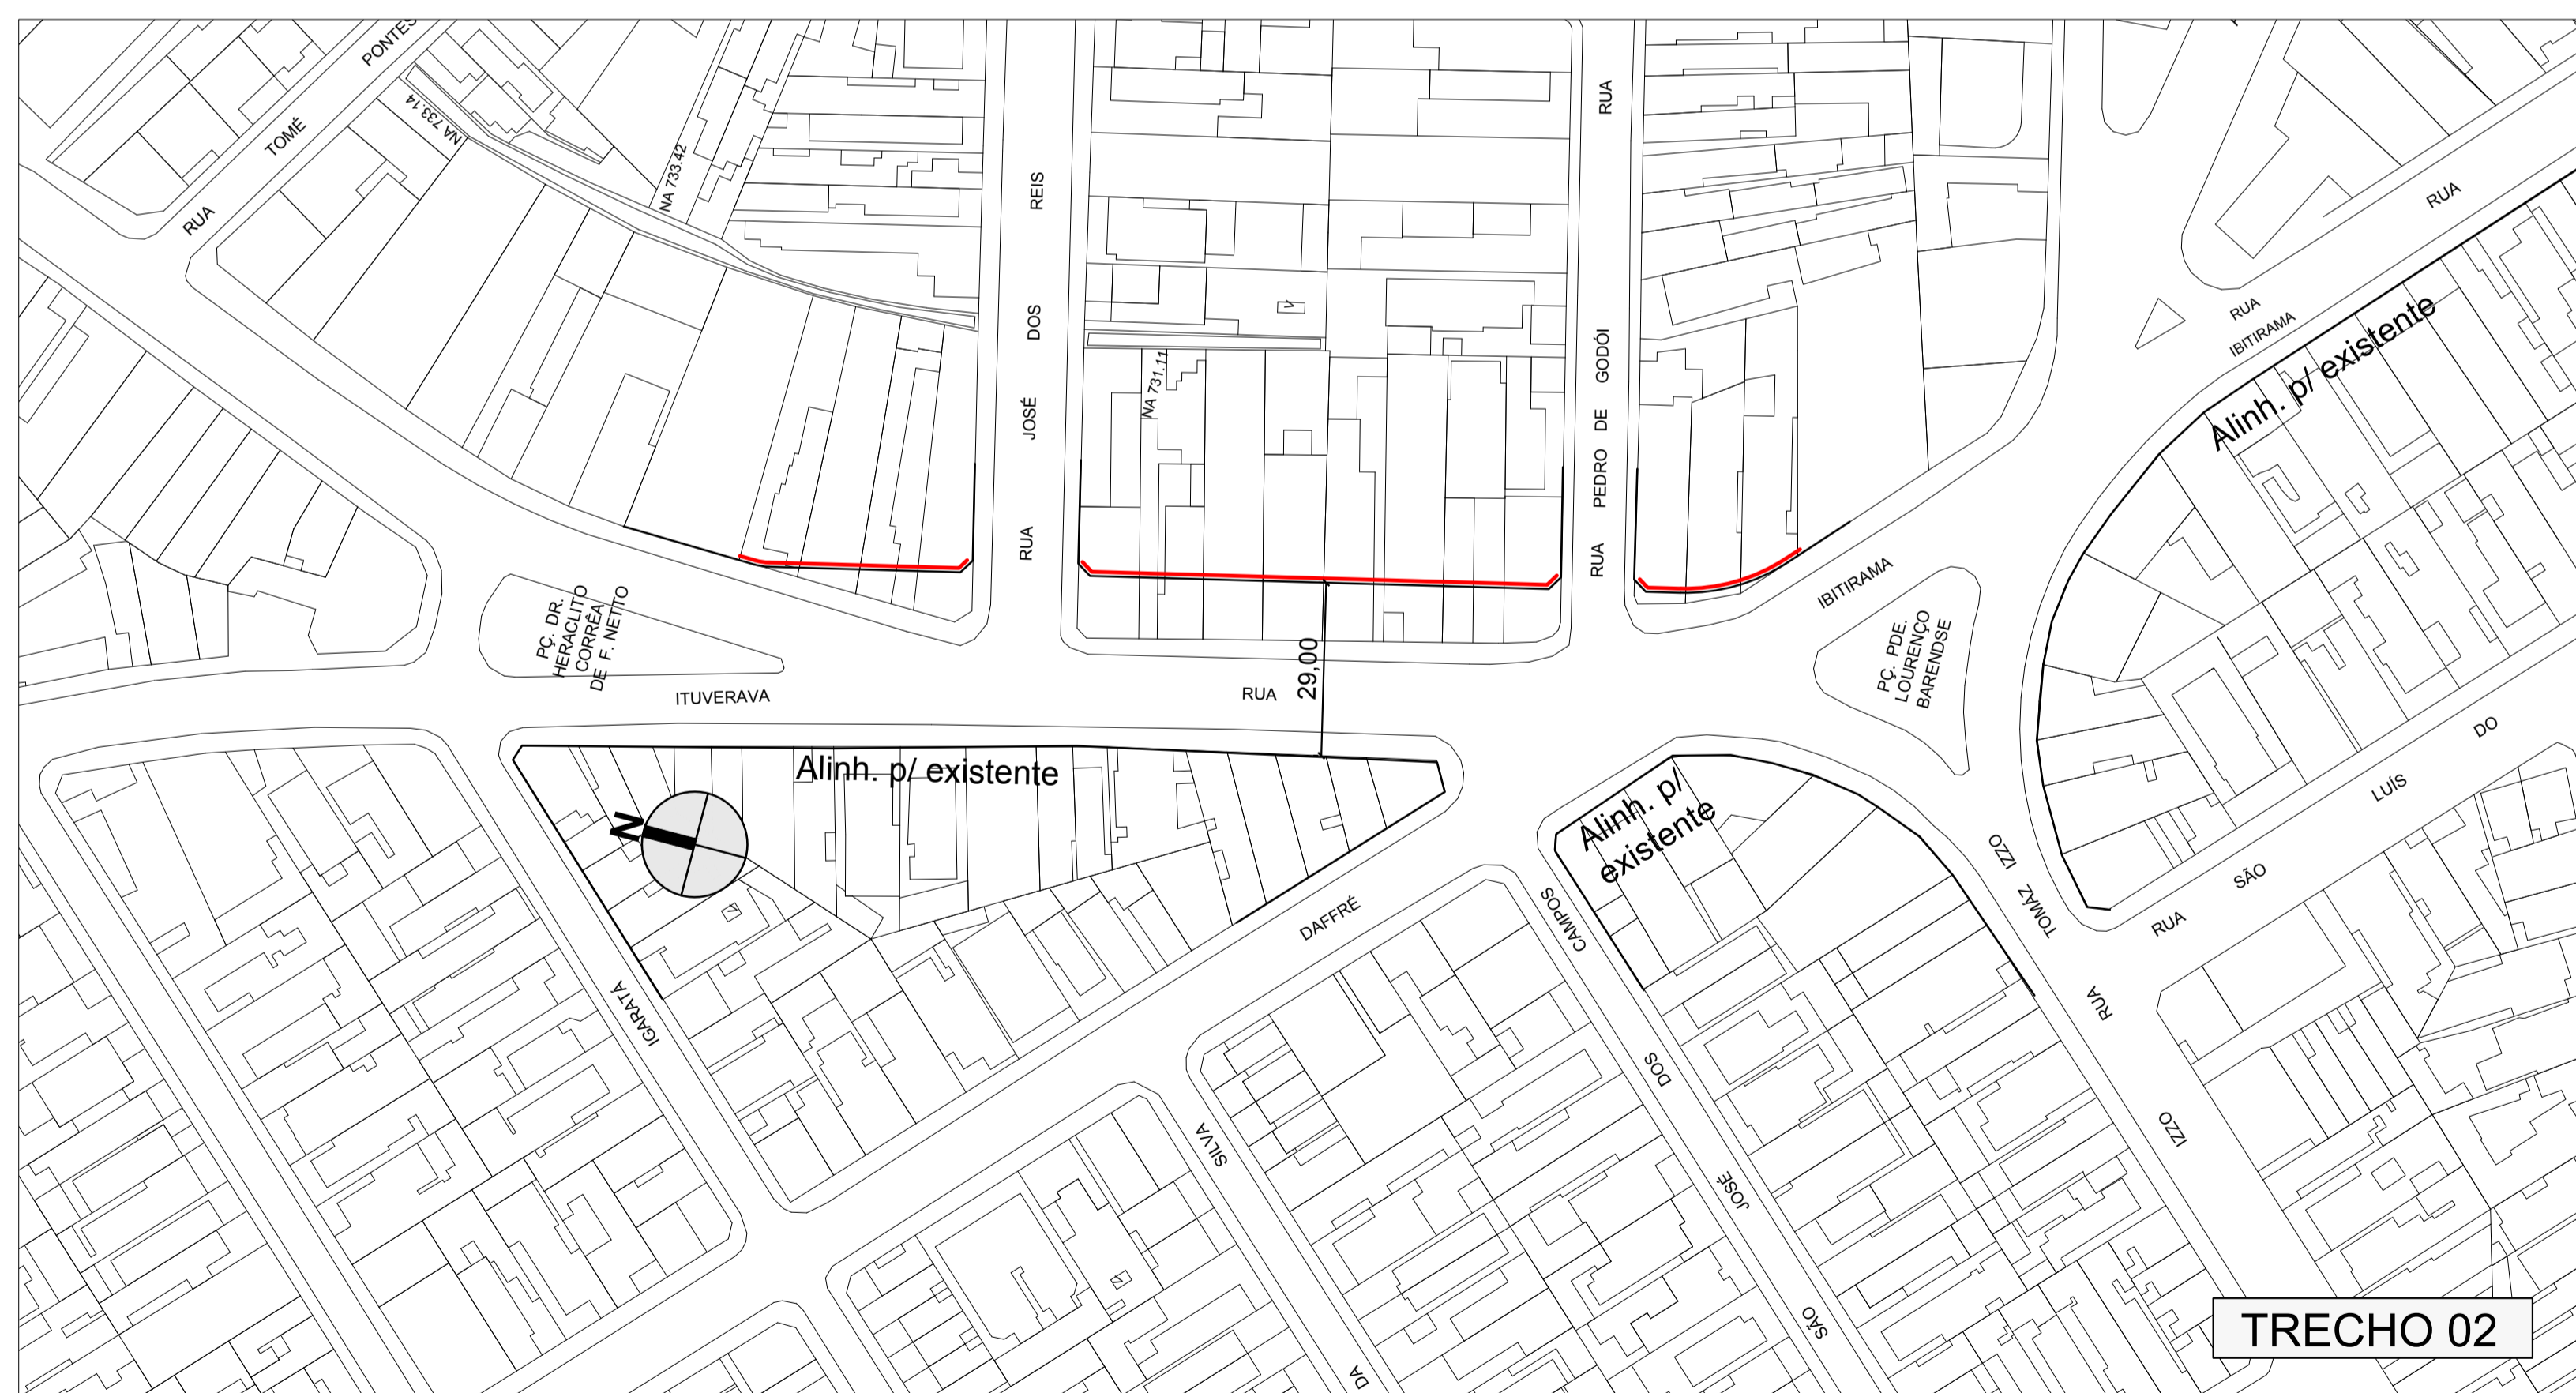 RUA TOMÉ PONTES
NA 733.14
NA 733.42
RUA JOSÉ DOS REIS
NA 731.11
RUA PEDRO DE GODÓI
RUA
RUA
RUA
IBITIRAMA
Alinh. p/ existente
IBITIRAMA
PÇ. DR.
HERACLITO
CORRÊA
DE F. NETTO
ITUVERAVA
RUA
29,00
PÇ. PDE.
LOURENÇO
BARENDSE
Alinh. p/ existente
N
Alinh. p/
existente
DAFFRÉ
IGARATÁ
SILVA
DA
CAMPOS
DOS
JOSÉ
SÃO
IZZO
TOMÁZ
RUA
IZZO
RUA SÃO LUÍS DO
TRECHO 02